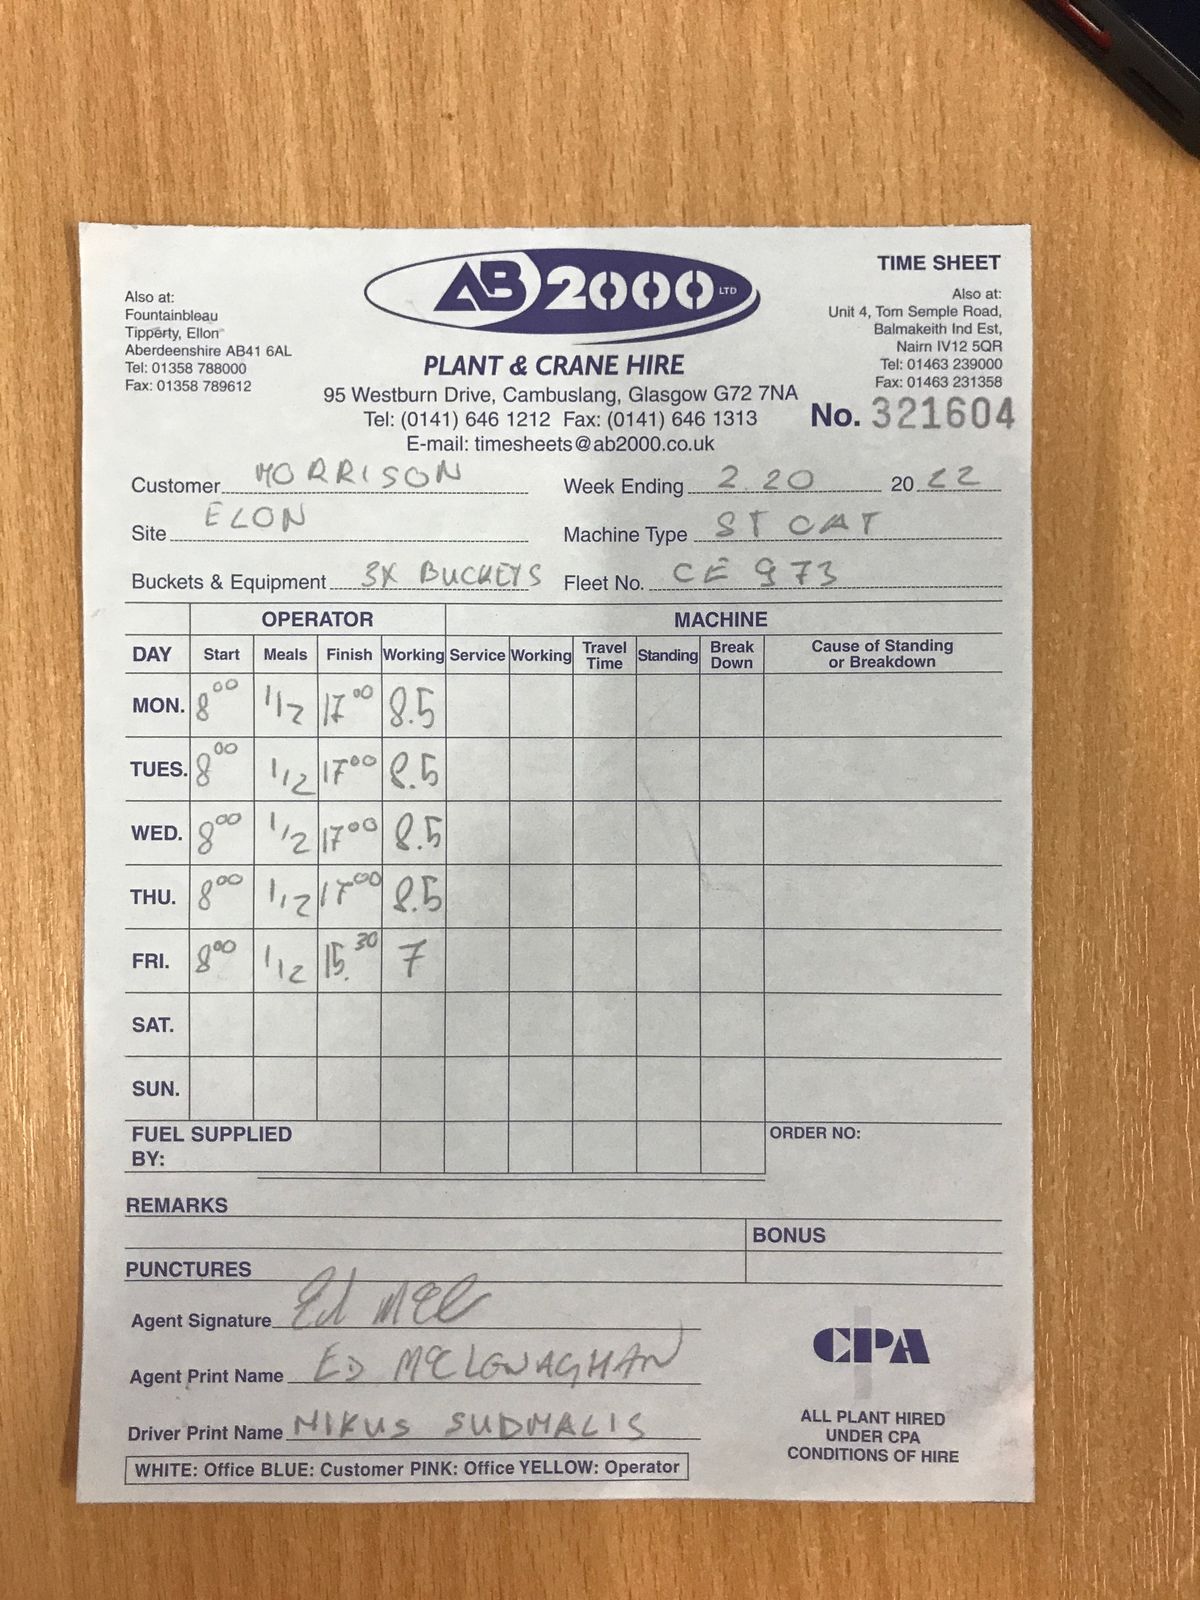 TIME SHEET
AB 2000 LTD
PLANT & CRANE HIRE
95 Westburn Drive, Cambuslang, Glasgow G72 7NA
Tel: (0141) 646 1212 Fax: (0141) 646 1313
E-mail: timesheets@ab2000.co.uk
Also at:
Fountainbleau
Tipperty, Ellon
Aberdeenshire AB41 6AL
Tel: 01358 788000
Fax: 01358 789612
Also at:
Unit 4, Tom Semple Road,
Balmakeith Ind Est,
Nairn IV12 5QR
Tel: 01463 239000
Fax: 01463 231358
No. 321604
Customer MORRISON Week Ending 2.20 20 22
Site ELON Machine Type 5T CAT
Buckets & Equipment 3X BUCKETS Fleet No. CE 973
OPERATOR MACHINE
DAY Start Meals Finish Working Service Working Travel Time Standing Break Down Cause of Standing or Breakdown
MON. 8 00 1/2 17 00 8.5
TUES. 8 00 1/2 17 00 8.5
WED. 8 00 1/2 17 00 8.5
THU. 8 00 1/2 17 00 8.5
FRI. 8 00 1/2 15.30 7
SAT.
SUN.
FUEL SUPPLIED BY: ORDER NO:
REMARKS
BONUS
PUNCTURES
Agent Signature Ed McC
Agent Print Name ED MCCLENAGHAN
Driver Print Name NIKUS SUDMALIS
WHITE: Office BLUE: Customer PINK: Office YELLOW: Operator
CPA
ALL PLANT HIRED
UNDER CPA
CONDITIONS OF HIRE